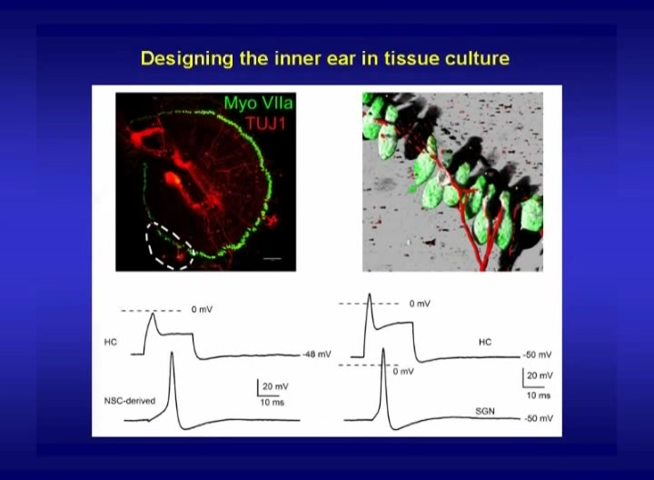 Designing the inner ear in tissue culture
Myo VIIa
TUJ1
0 mV
0 mV
HC
-48 mV
HC
-50 mV
0 mV
20 mV
10 ms
20 mV
10 ms
NSC-derived
SGN
-50 mV